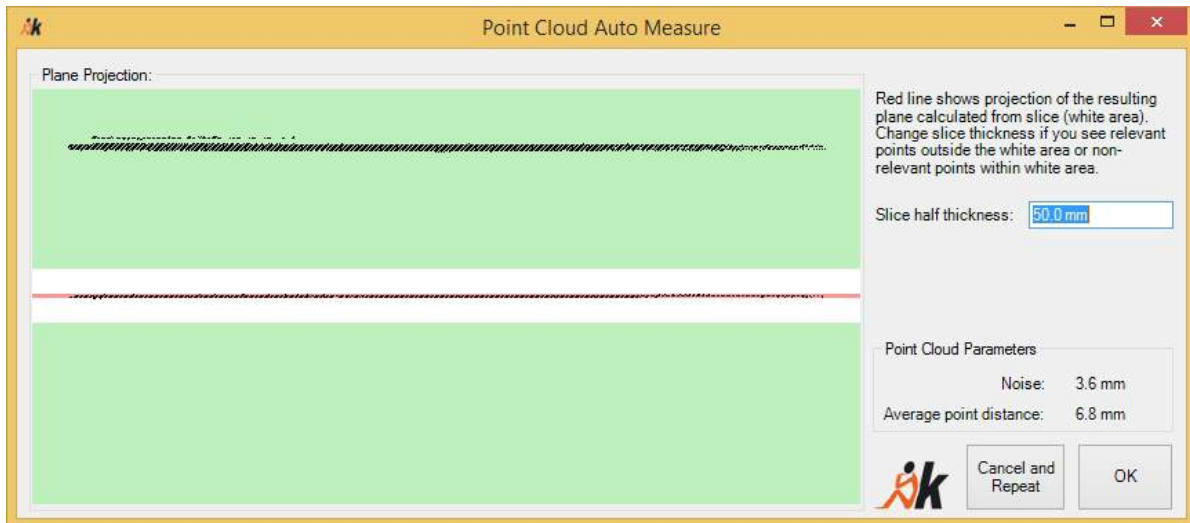 Point Cloud Auto Measure
Plane Projection:
Red line shows projection of the resulting
plane calculated from slice (white area).
Change slice thickness if you see relevant
points outside the white area or non-
relevant points within white area.
Slice half thickness: 50.0 mm
Point Cloud Parameters
Noise: 3.6 mm
Average point distance: 6.8 mm
k
Cancel and
Repeat
OK